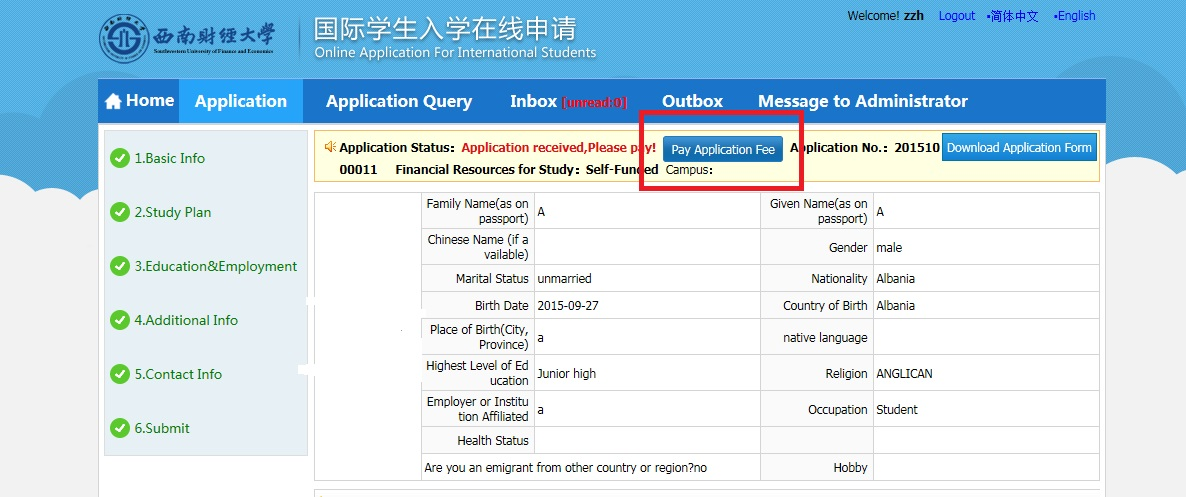 西南财经大学
Southwestern University of Finance and Economics
国际学生入学在线申请
Online Application For International Students
Welcome! zzh Logout •简体中文 •English
Home Application Application Query Inbox [unread:0] Outbox Message to Administrator
1.Basic Info
2.Study Plan
3.Education&Employment
4.Additional Info
5.Contact Info
6.Submit
Application Status: Application received,Please pay! Pay Application Fee Application No.: 201510 Download Application Form
00011 Financial Resources for Study: Self-Funded Campus:
Family Name(as on
passport) A
Given Name(as on
passport) A
Chinese Name (if a
vailable)
Gender male
Marital Status unmarried Nationality Albania
Birth Date 2015-09-27 Country of Birth Albania
Place of Birth(City,
Province) a
native language
Highest Level of Ed
ucation Junior high
Religion ANGLICAN
Employer or Institu
tion Affiliated a
Occupation Student
Health Status
Are you an emigrant from other country or region?no Hobby